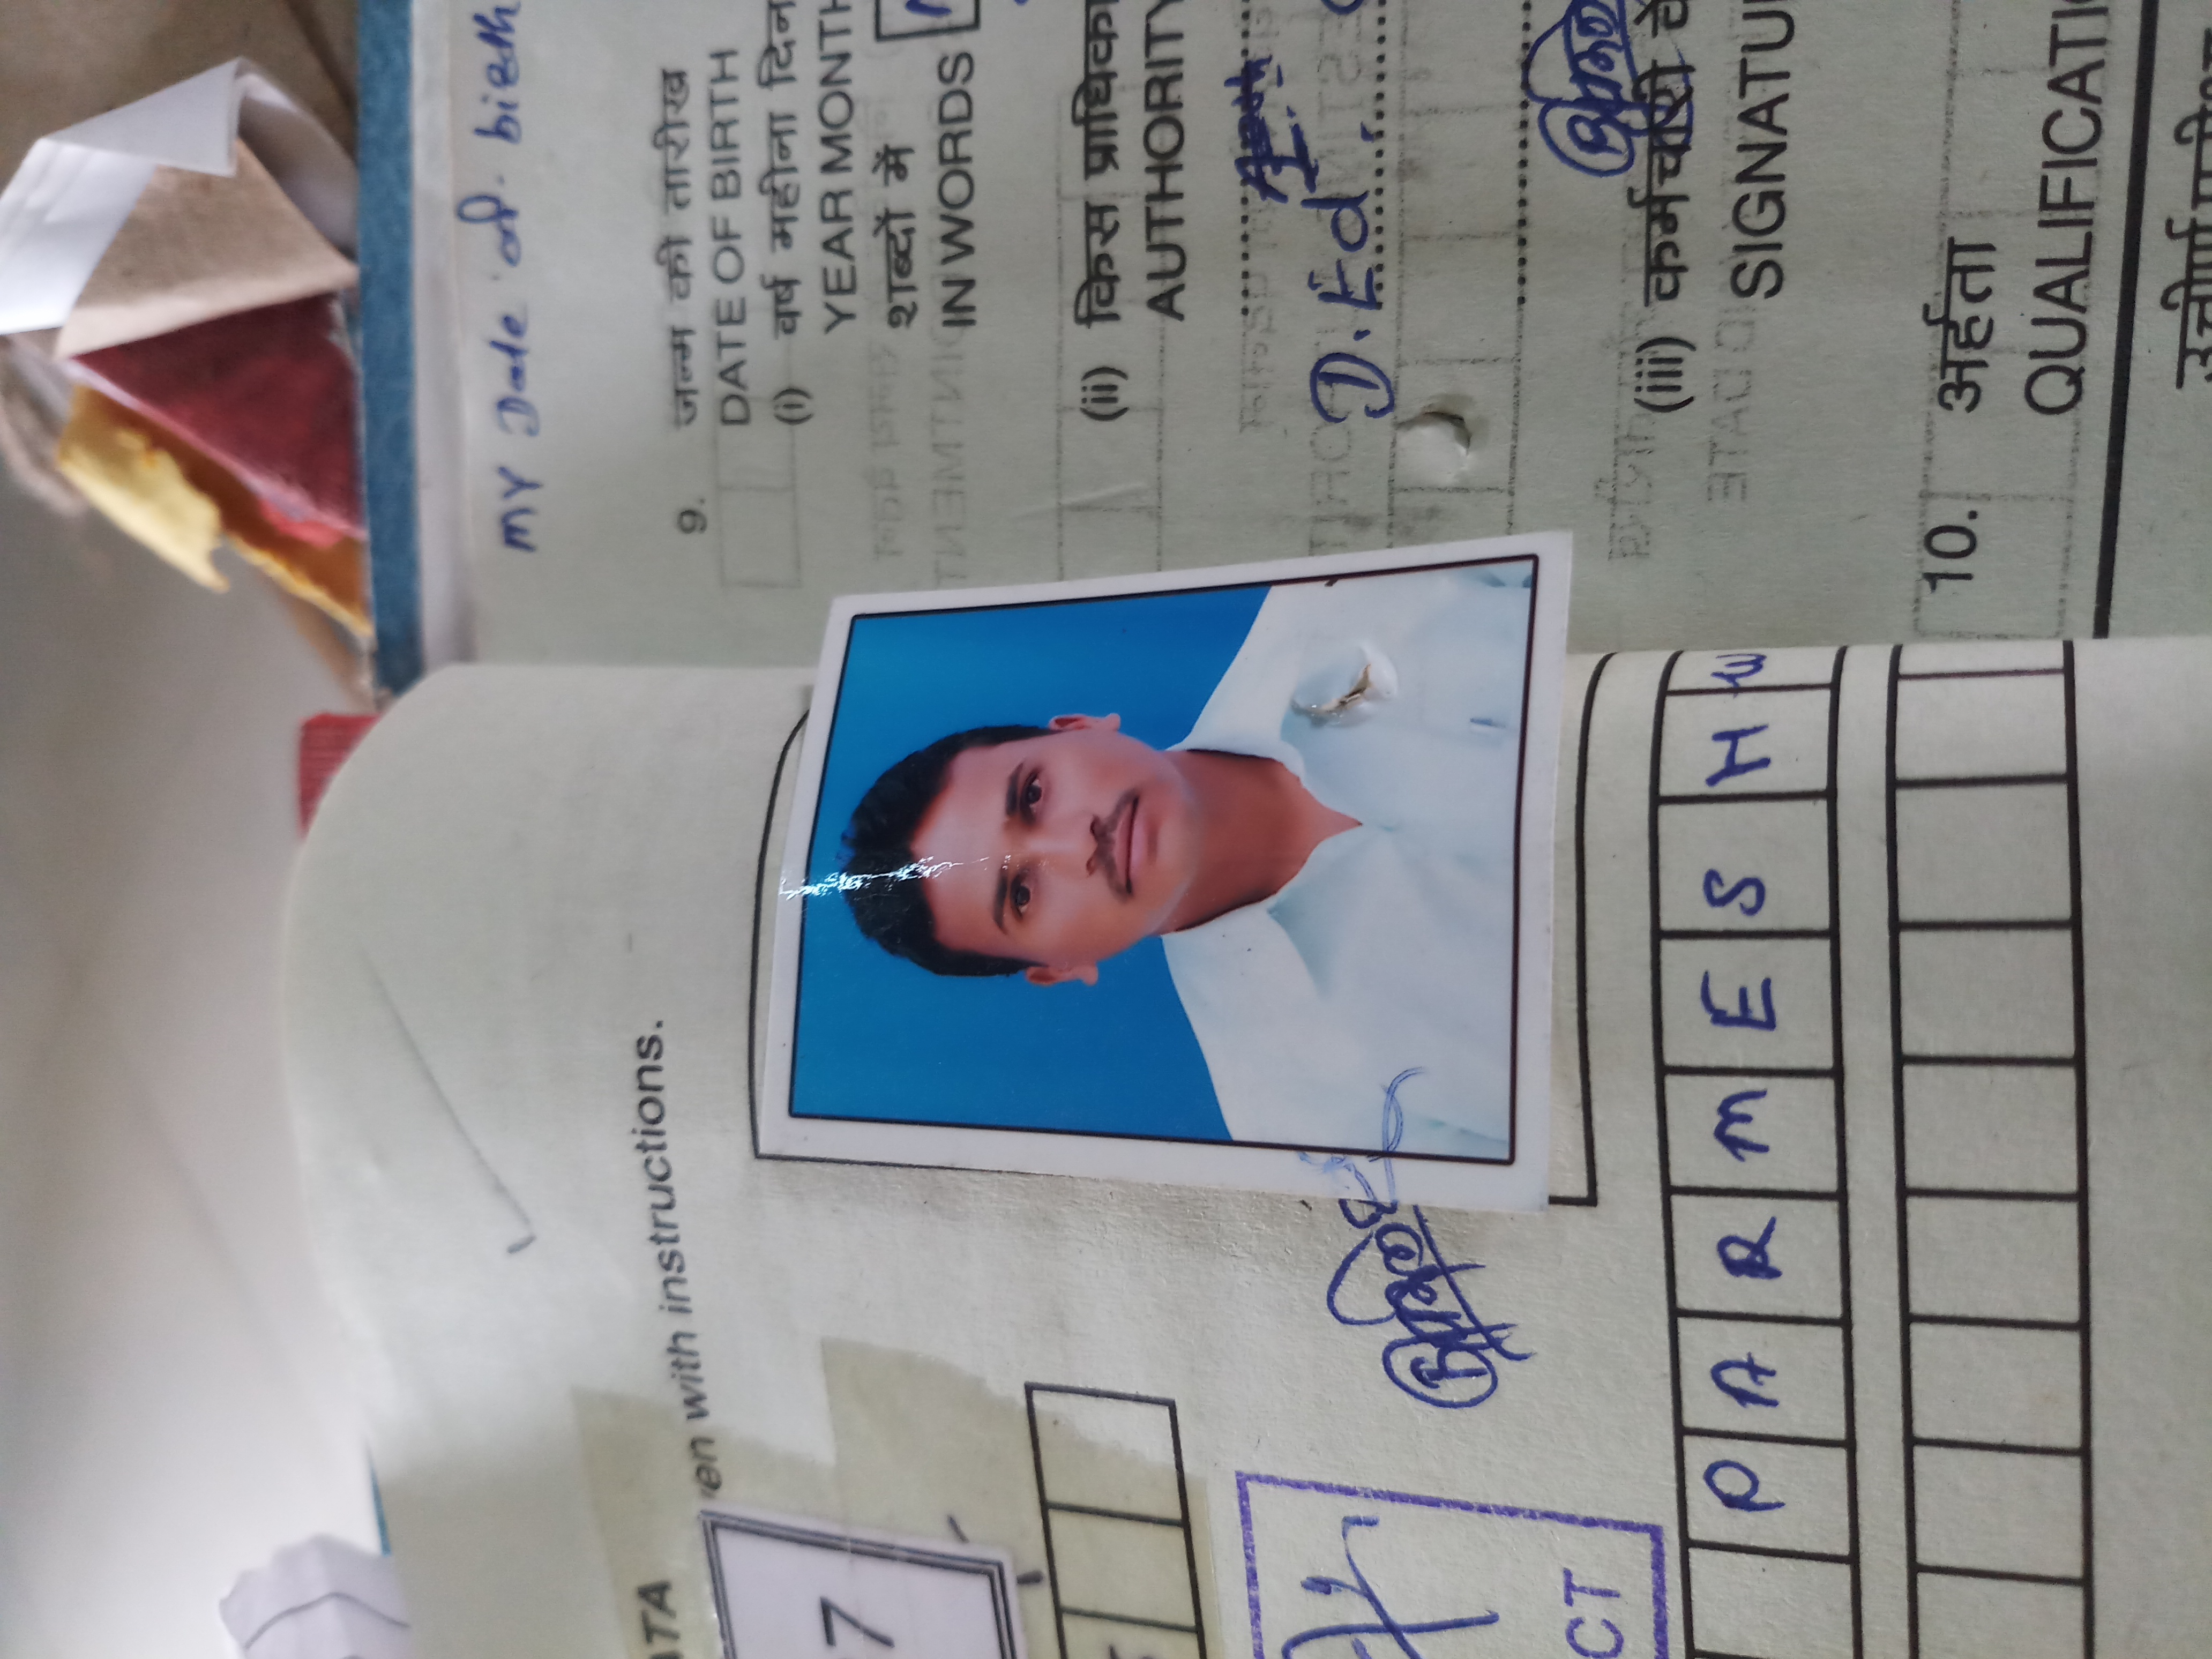 ATA
en with instructions.
7
CT
PARMESHW
MY Date of birth
9. जन्म की तारीख
DATE OF BIRTH
(i) वर्ष महीना दिन
YEAR MONTH
शब्दों में
IN WORDS
(ii) किस प्राधिका
AUTHORITY
D.Ed
(iii) कर्मचारी के
SIGNATU
10. अर्हता
QUALIFICATI